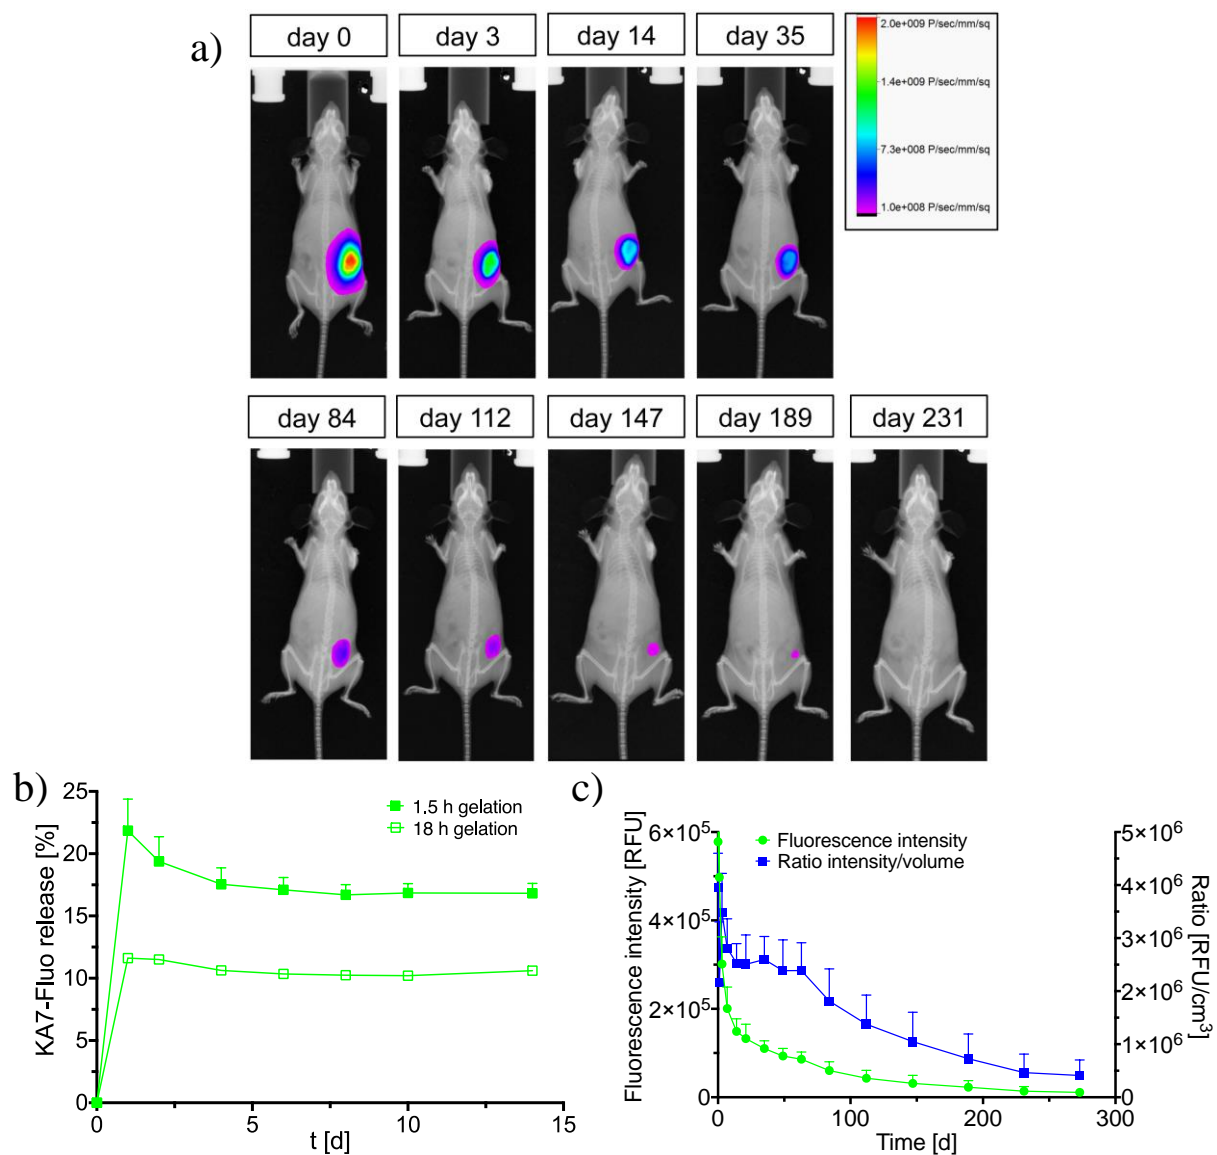 a)
day 0
day 3
day 14
day 35
2.0e+009 P/sec/mm/sq
1.4e+009 P/sec/mm/sq
7.3e+008 P/sec/mm/sq
1.0e+008 P/sec/mm/sq
day 84
day 112
day 147
day 189
day 231
b)
KA7-Fluo release [%]
25
20
15
10
5
0
0
5
10
15
t [d]
1.5 h gelation
18 h gelation
c)
Fluorescence intensity [RFU]
6×10⁵
4×10⁵
2×10⁵
0
Fluorescence intensity
Ratio intensity/volume
5×10⁶
4×10⁶
3×10⁶
2×10⁶
1×10⁶
0
Ratio [RFU/cm³]
0
100
200
300
Time [d]